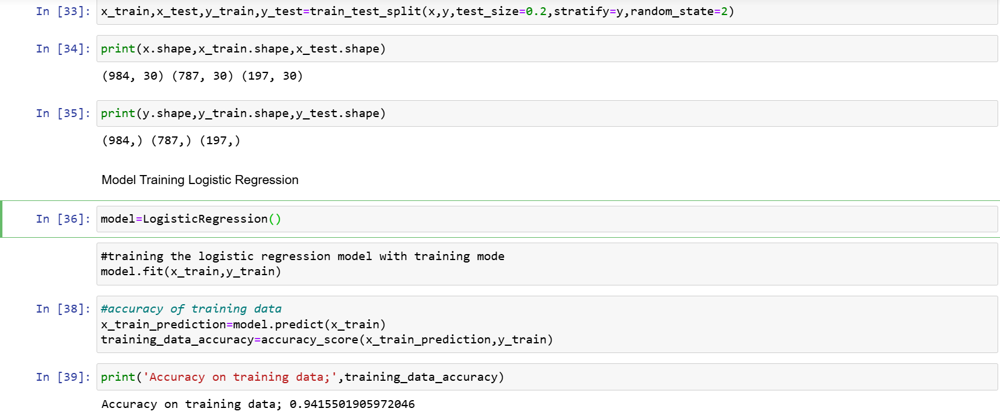 In [33]: x_train,x_test,y_train,y_test=train_test_split(x,y,test_size=0.2,stratify=y,random_state=2)
In [34]: print(x.shape,x_train.shape,x_test.shape)
(984, 30) (787, 30) (197, 30)
In [35]: print(y.shape,y_train.shape,y_test.shape)
(984,) (787,) (197,)
Model Training Logistic Regression
In [36]: model=LogisticRegression()
#training the logistic regression model with training mode
model.fit(x_train,y_train)
In [38]: #accuracy of training data
x_train_prediction=model.predict(x_train)
training_data_accuracy=accuracy_score(x_train_prediction,y_train)
In [39]: print('Accuracy on training data;',training_data_accuracy)
Accuracy on training data; 0.9415501905972046